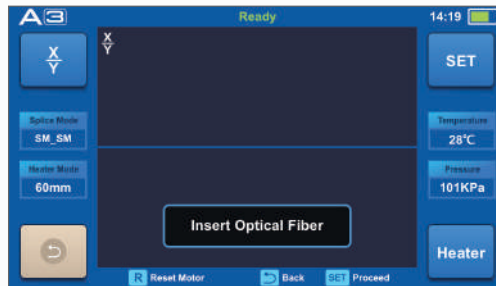 A3
Ready
14:19
X
Y
X
Y
SET
Splice Mode
SM_SM
Temperature
28℃
Heater Mode
60mm
Pressure
101KPa
Insert Optical Fiber
Heater
R Reset Motor
Back
SET Proceed